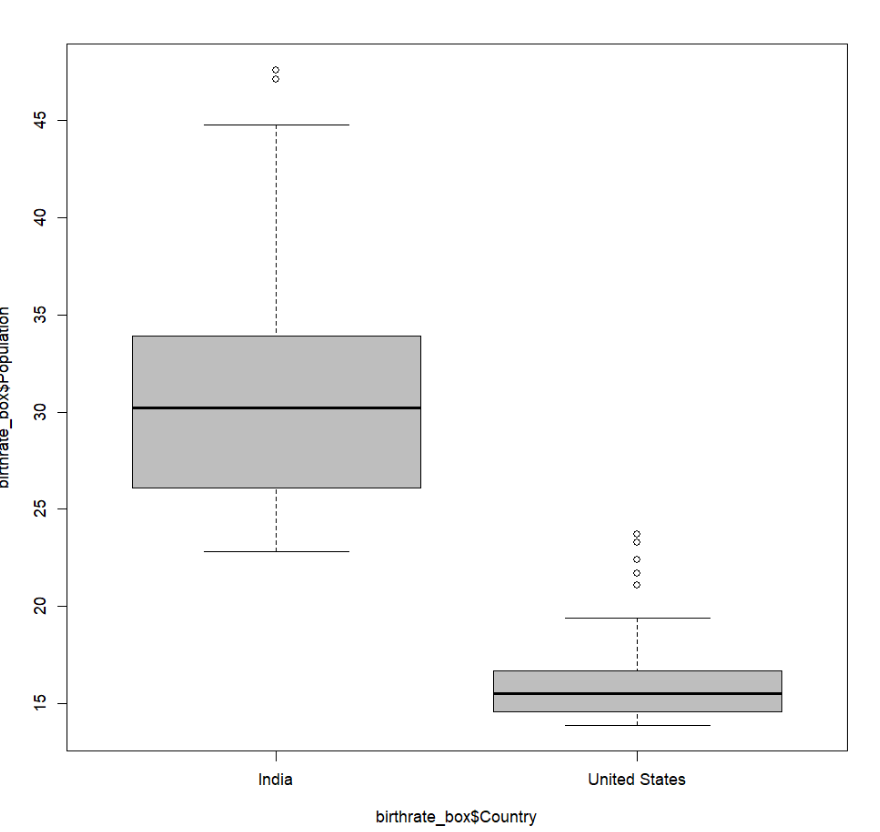 45
40
35
30
25
20
15
birthrate_box$Population
India
United States
birthrate_box$Country